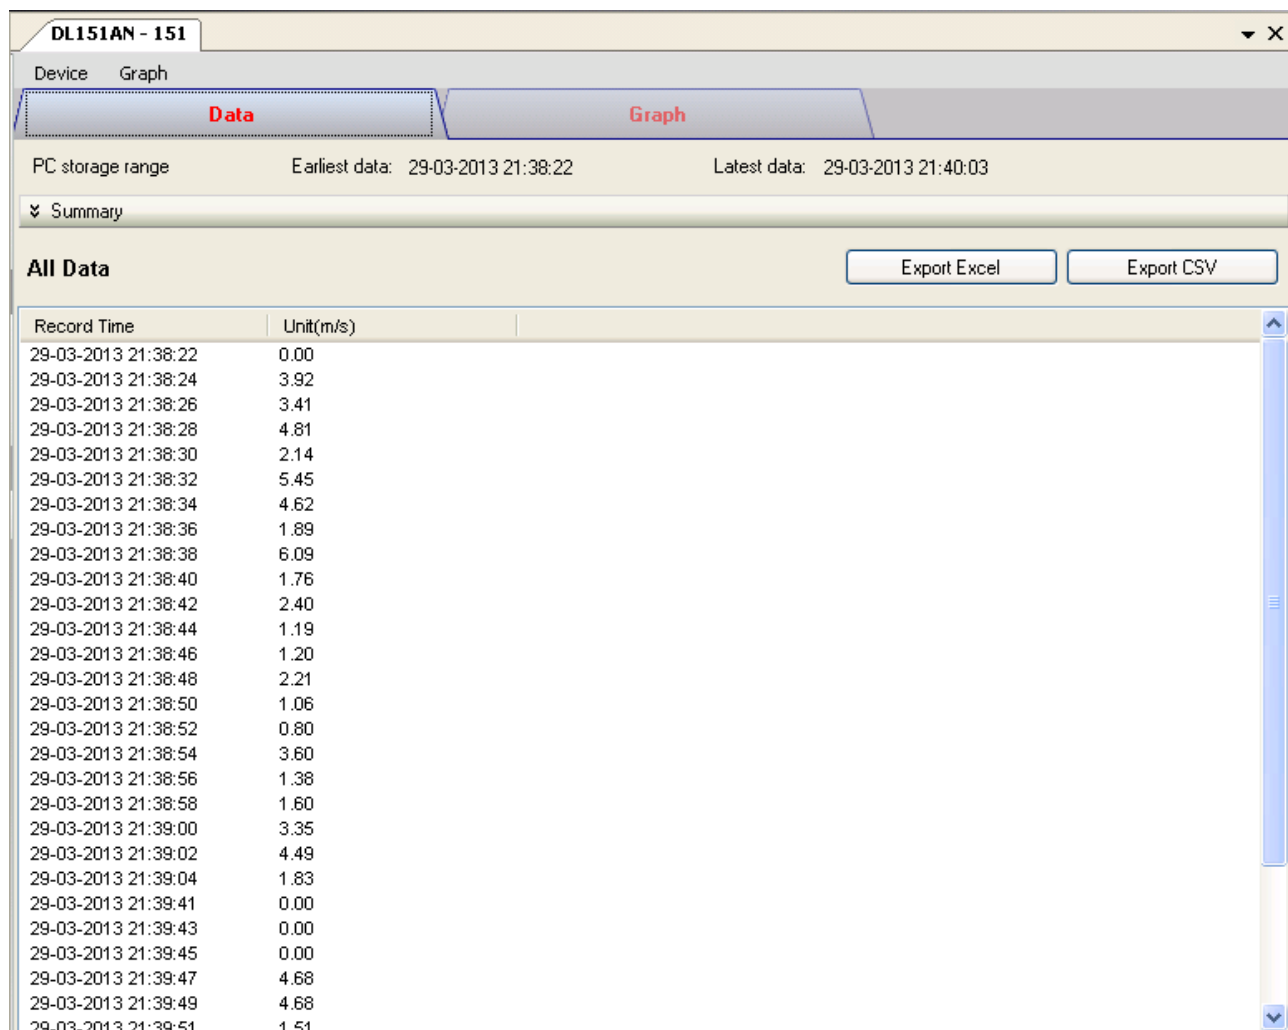 DL151AN - 151
Device Graph
Data Graph
PC storage range Earliest data: 29-03-2013 21:38:22 Latest data: 29-03-2013 21:40:03
Summary
All Data Export Excel Export CSV
Record Time Unit(m/s)
29-03-2013 21:38:22 0.00
29-03-2013 21:38:24 3.92
29-03-2013 21:38:26 3.41
29-03-2013 21:38:28 4.81
29-03-2013 21:38:30 2.14
29-03-2013 21:38:32 5.45
29-03-2013 21:38:34 4.62
29-03-2013 21:38:36 1.89
29-03-2013 21:38:38 6.09
29-03-2013 21:38:40 1.76
29-03-2013 21:38:42 2.40
29-03-2013 21:38:44 1.19
29-03-2013 21:38:46 1.20
29-03-2013 21:38:48 2.21
29-03-2013 21:38:50 1.06
29-03-2013 21:38:52 0.80
29-03-2013 21:38:54 3.60
29-03-2013 21:38:56 1.38
29-03-2013 21:38:58 1.60
29-03-2013 21:39:00 3.35
29-03-2013 21:39:02 4.49
29-03-2013 21:39:04 1.83
29-03-2013 21:39:41 0.00
29-03-2013 21:39:43 0.00
29-03-2013 21:39:45 0.00
29-03-2013 21:39:47 4.68
29-03-2013 21:39:49 4.68
29-03-2013 21:39:51 1.51